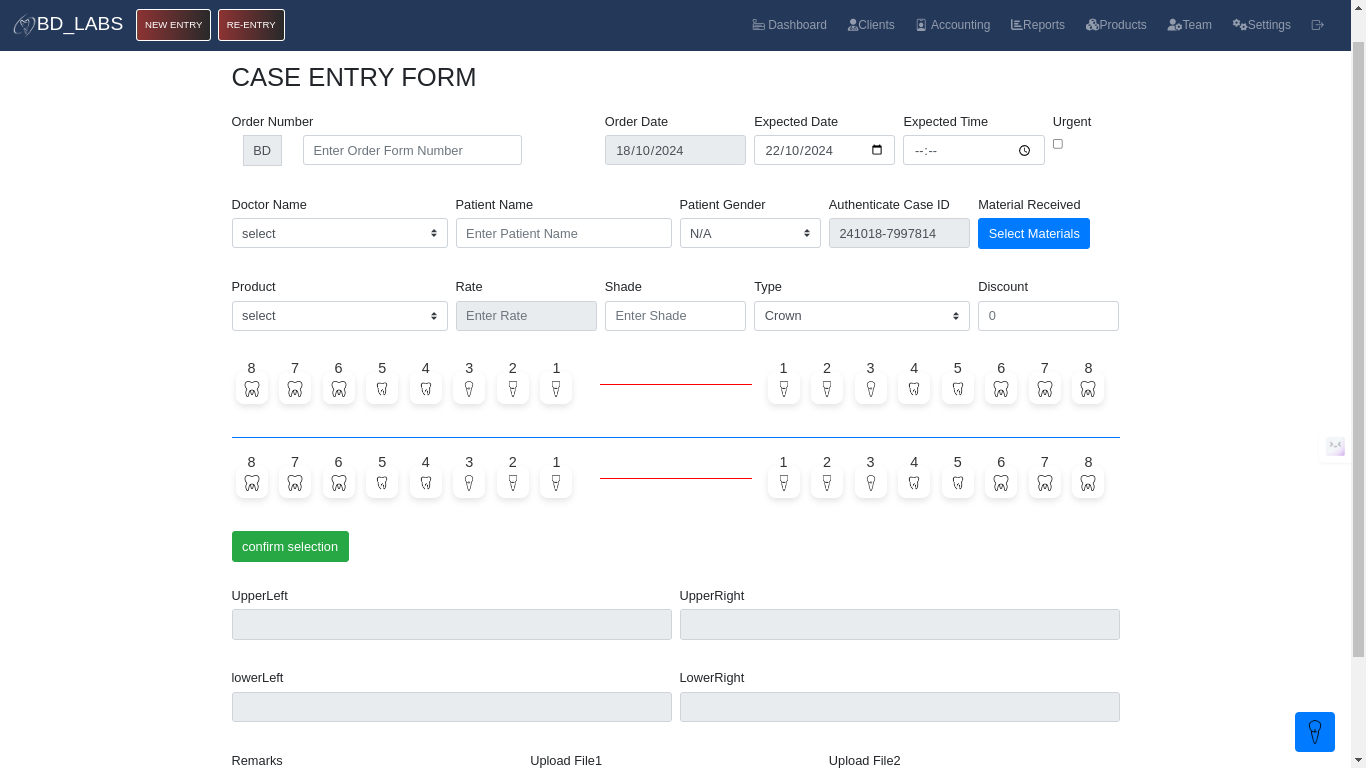 BD_LABS NEW ENTRY RE-ENTRY Dashboard Clients Accounting Reports Products Team Settings
CASE ENTRY FORM
Order Number Order Date Expected Date Expected Time Urgent
BD Enter Order Form Number 18/10/2024 22/10/2024 --:--
Doctor Name Patient Name Patient Gender Authenticate Case ID Material Received
select Enter Patient Name N/A 241018-7997814 Select Materials
Product Rate Shade Type Discount
select Enter Rate Enter Shade Crown 0
8 7 6 5 4 3 2 1 1 2 3 4 5 6 7 8
8 7 6 5 4 3 2 1 1 2 3 4 5 6 7 8
confirm selection
UpperLeft UpperRight
lowerLeft LowerRight
Remarks Upload File1 Upload File2